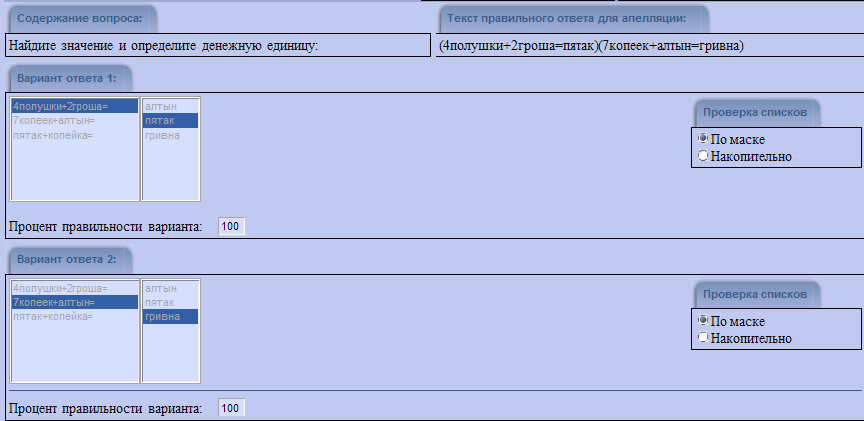 Содержание вопроса:
Текст правильного ответа для апелляции:
Найдите значение и определите денежную единицу:
(4полушки+2гроша=пятак)(7копеек+алтын=гривна)
Вариант ответа 1:
4полушки+2гроша=
7копеек+алтын=
пятак+копейка=
алтын
пятак
гривна
Проверка списков
По маске
Накопительно
Процент правильности варианта: 100
Вариант ответа 2:
4полушки+2гроша=
7копеек+алтын=
пятак+копейка=
алтын
пятак
гривна
Проверка списков
По маске
Накопительно
Процент правильности варианта: 100